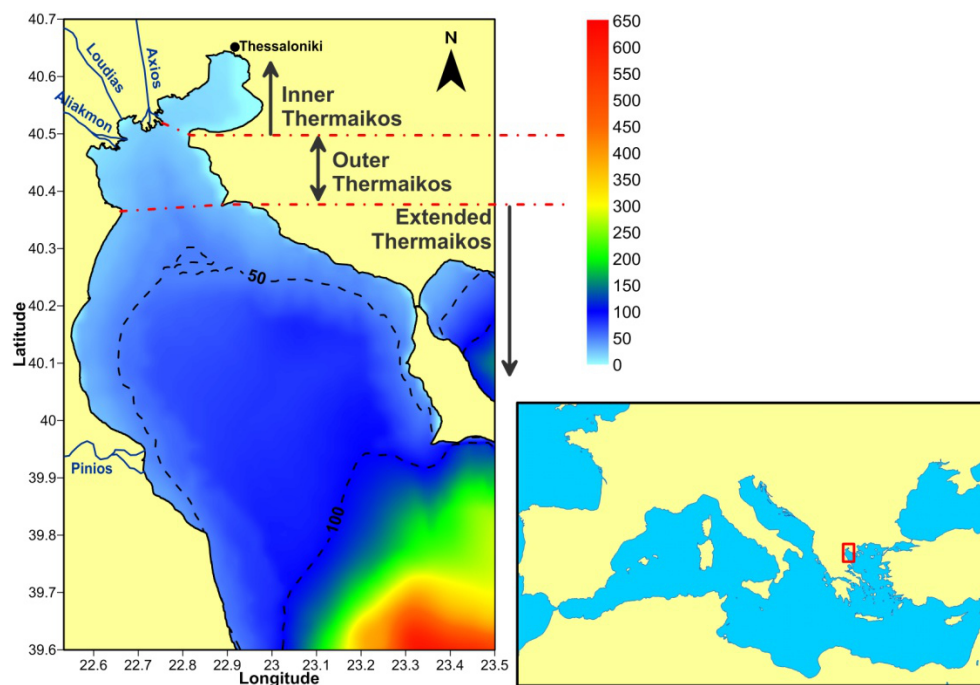 40.7
40.6
40.5
40.4
40.3
40.2
40.1
40
39.9
39.8
39.7
39.6
Latitude
22.6 22.7 22.8 22.9 23 23.1 23.2 23.3 23.4 23.5
Longitude
Thessaloniki
Loudias
Axios
Aliakmon
Pinios
N
Inner
Thermaikos
Outer
Thermaikos
Extended
Thermaikos
50
100
650
600
550
500
450
400
350
300
250
200
150
100
50
0